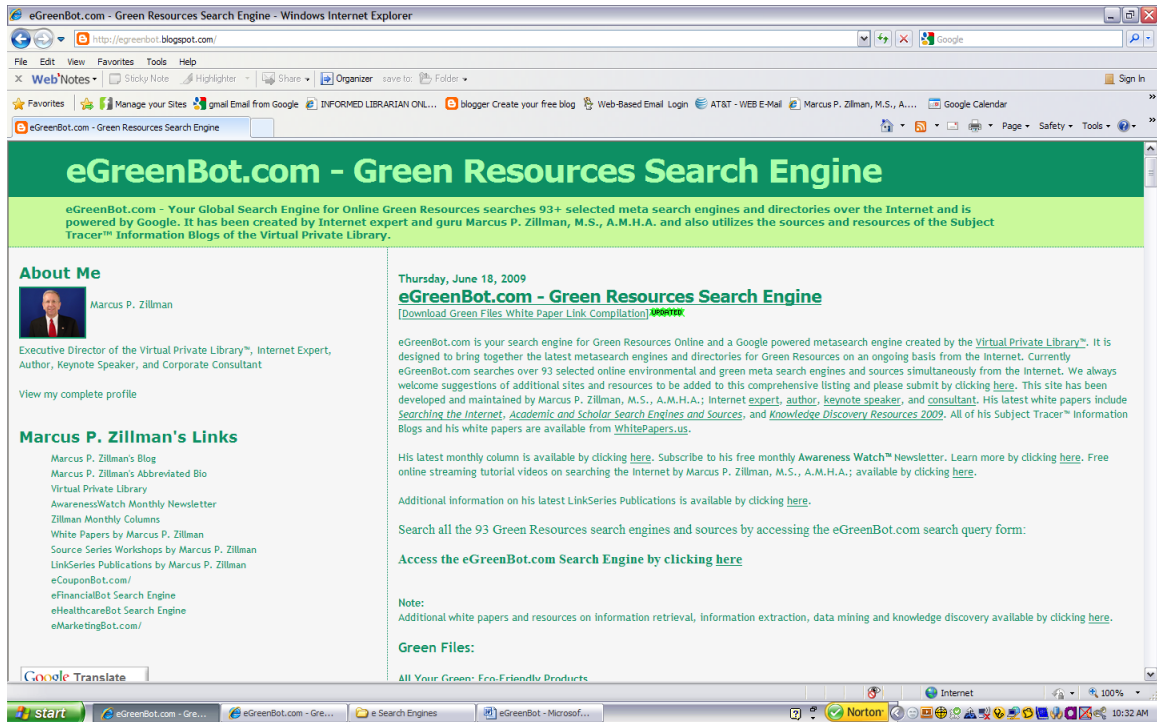 eGreenBot.com - Green Resources Search Engine - Windows Internet Explorer
http://egreenbot.blogspot.com/
Google
File Edit View Favorites Tools Help
X Web'Notes Sticky Note Highlighter Share Organizer save to: Folder Sign In
Favorites Manage your Sites gmail Email from Google INFORMED LIBRARIAN ONL... blogger Create your free blog Web-Based Email Login AT&T - WEB E-Mail Marcus P. Zillman, M.S., A.... Google Calendar
eGreenBot.com - Green Resources Search Engine Page Safety Tools
eGreenBot.com - Green Resources Search Engine
eGreenBot.com - Your Global Search Engine for Online Green Resources searches 93+ selected meta search engines and directories over the Internet and is
powered by Google. It has been created by Internet expert and guru Marcus P. Zillman, M.S., A.M.H.A. and also utilizes the sources and resources of the Subject
Tracer™ Information Blogs of the Virtual Private Library.
About Me
Marcus P. Zillman
Executive Director of the Virtual Private Library™, Internet Expert,
Author, Keynote Speaker, and Corporate Consultant
View my complete profile
Marcus P. Zillman's Links
Marcus P. Zillman's Blog
Marcus P. Zillman's Abbreviated Bio
Virtual Private Library
AwarenessWatch Monthly Newsletter
Zillman Monthly Columns
White Papers by Marcus P. Zillman
Source Series Workshops by Marcus P. Zillman
LinkSeries Publications by Marcus P. Zillman
eCouponBot.com/
eFinancialBot Search Engine
eHealthcareBot Search Engine
eMarketingBot.com/
Google Translate
Thursday, June 18, 2009
eGreenBot.com - Green Resources Search Engine
[Download Green Files White Paper Link Compilation] UPDATED
eGreenBot.com is your search engine for Green Resources Online and a Google powered metasearch engine created by the Virtual Private Library™. It is
designed to bring together the latest metasearch engines and directories for Green Resources on an ongoing basis from the Internet. Currently
eGreenBot.com searches over 93 selected online environmental and green meta search engines and sources simultaneously from the Internet. We always
welcome suggestions of additional sites and resources to be added to this comprehensive listing and please submit by clicking here. This site has been
developed and maintained by Marcus P. Zillman, M.S., A.M.H.A.; Internet expert, author, keynote speaker, and consultant. His latest white papers include
Searching the Internet, Academic and Scholar Search Engines and Sources, and Knowledge Discovery Resources 2009. All of his Subject Tracer™ Information
Blogs and his white papers are available from WhitePapers.us.
His latest monthly column is available by clicking here. Subscribe to his free monthly Awareness Watch™ Newsletter. Learn more by clicking here. Free
online streaming tutorial videos on searching the Internet by Marcus P. Zillman, M.S., A.M.H.A.; available by clicking here.
Additional information on his latest LinkSeries Publications is available by clicking here.
Search all the 93 Green Resources search engines and sources by accessing the eGreenBot.com search query form:
Access the eGreenBot.com Search Engine by clicking here
Note:
Additional white papers and resources on information retrieval, information extraction, data mining and knowledge discovery available by clicking here.
Green Files:
All Your Green: Eco-Friendly Products
Internet 100%
start eGreenBot.com - Gre... eGreenBot.com - Gre... e Search Engines eGreenBot - Microsof... Norton 10:32 AM